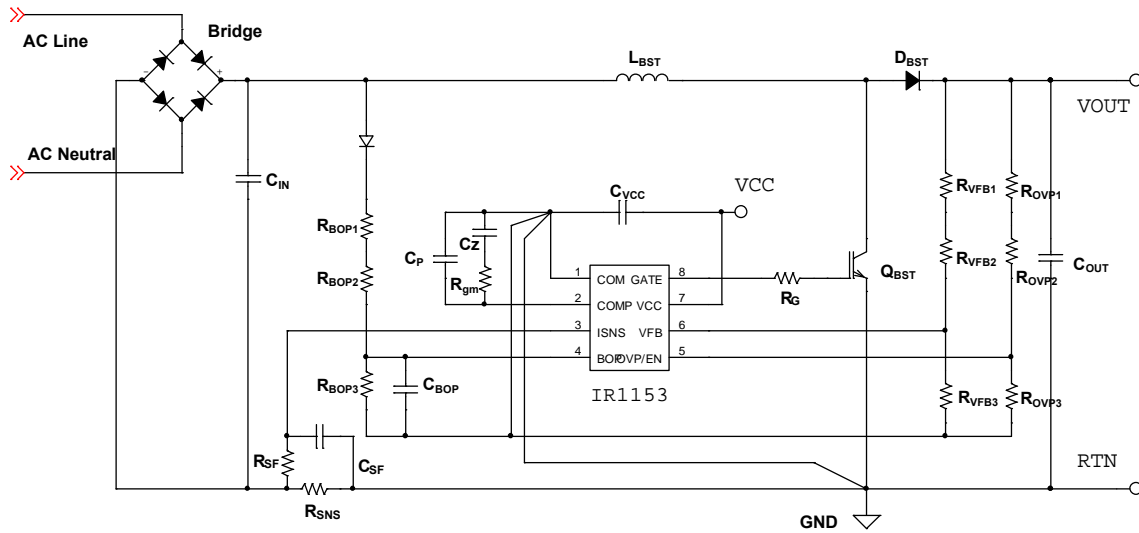 AC Line
Bridge
- +
LBST
DBST
VOUT
AC Neutral
CIN
CVCC
VCC
RVFB1
ROVP1
RBOP1
CP
Cz
RBOP2
Rgm
1
COM GATE
8
RG
QBST
RVFB2
ROVP2
COUT
2
COMP VCC
7
3
ISNS VFB
6
4
BOP OVP/EN
5
RBOP3
CBOP
IR1153
RVFB3
ROVP3
RSF
CSF
RTN
RSNS
GND